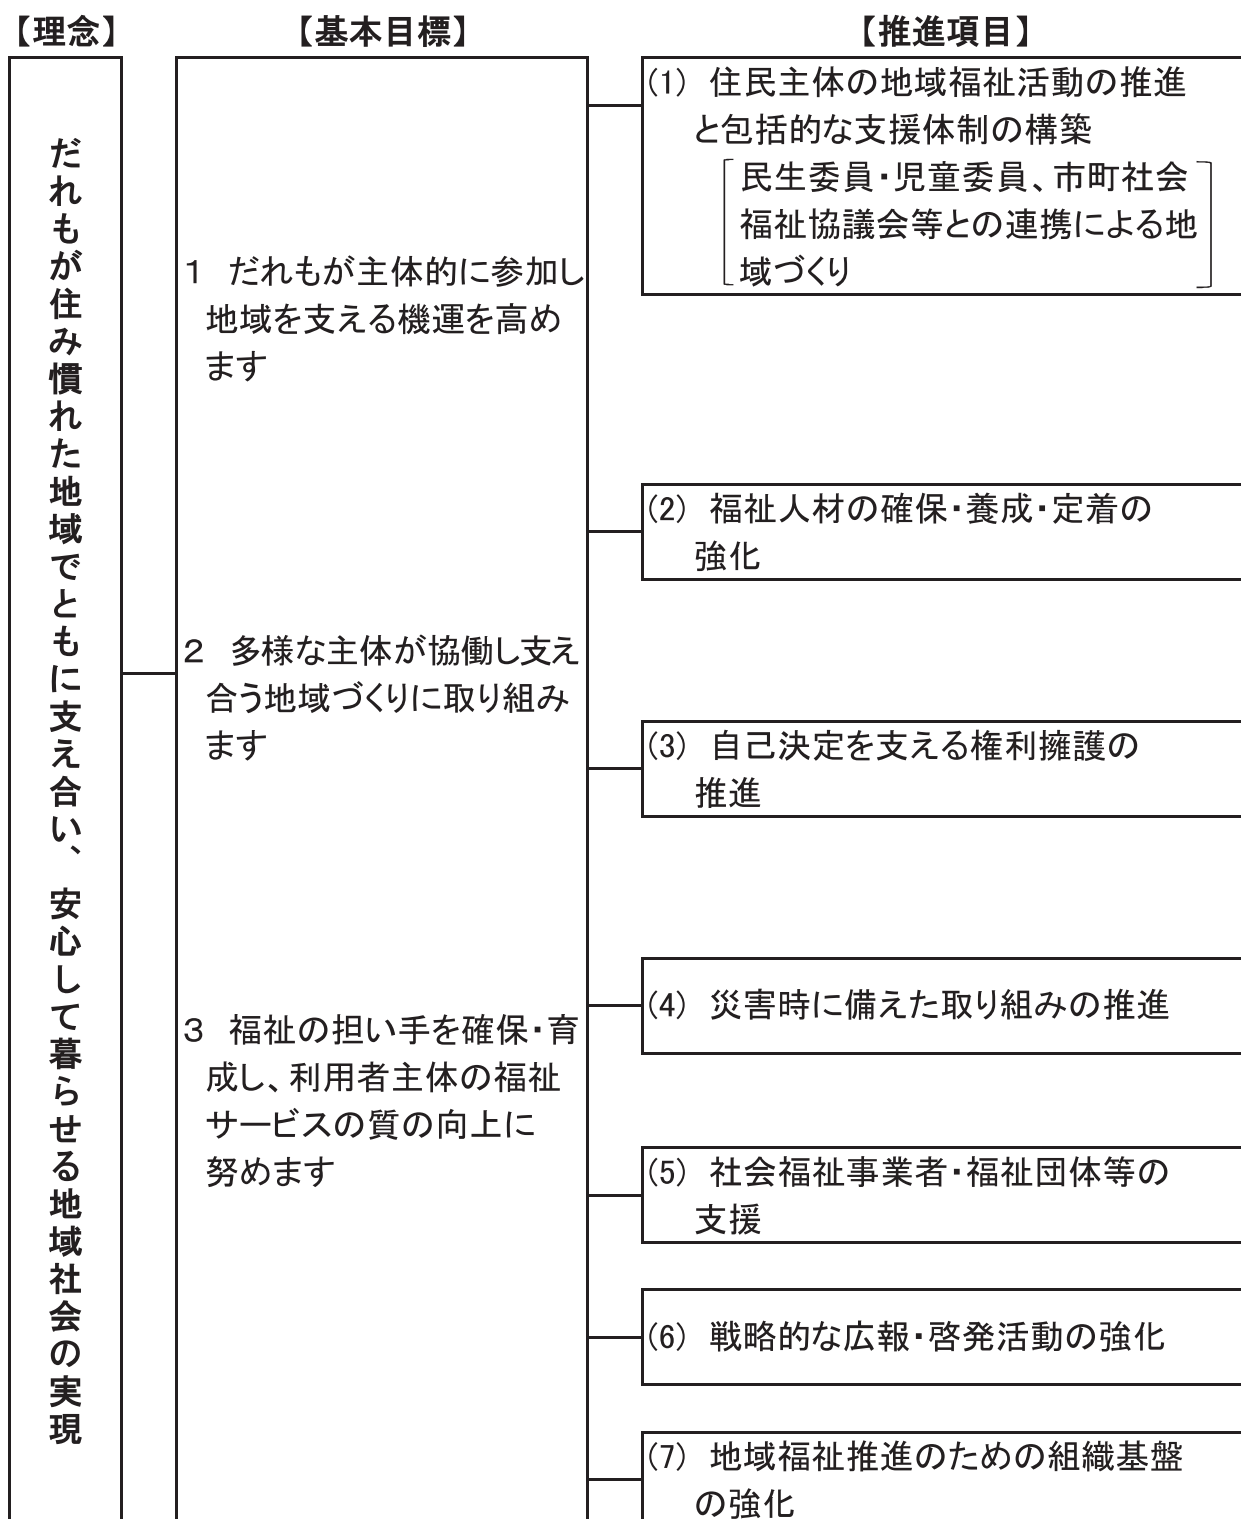 【理念】
【基本目標】
【推進項目】
だれもが住み慣れた地域でともに支え合い、安心して暮らせる地域社会の実現
1 だれもが主体的に参加し
地域を支える機運を高め
ます
2 多様な主体が協働し支え
合う地域づくりに取り組み
ます
3 福祉の担い手を確保・育
成し、利用者主体の福祉
サービスの質の向上に
努めます
(1) 住民主体の地域福祉活動の推進
と包括的な支援体制の構築
民生委員・児童委員、市町社会
福祉協議会等との連携による地
域づくり
(2) 福祉人材の確保・養成・定着の
強化
(3) 自己決定を支える権利擁護の
推進
(4) 災害時に備えた取り組みの推進
(5) 社会福祉事業者・福祉団体等の
支援
(6) 戦略的な広報・啓発活動の強化
(7) 地域福祉推進のための組織基盤
の強化